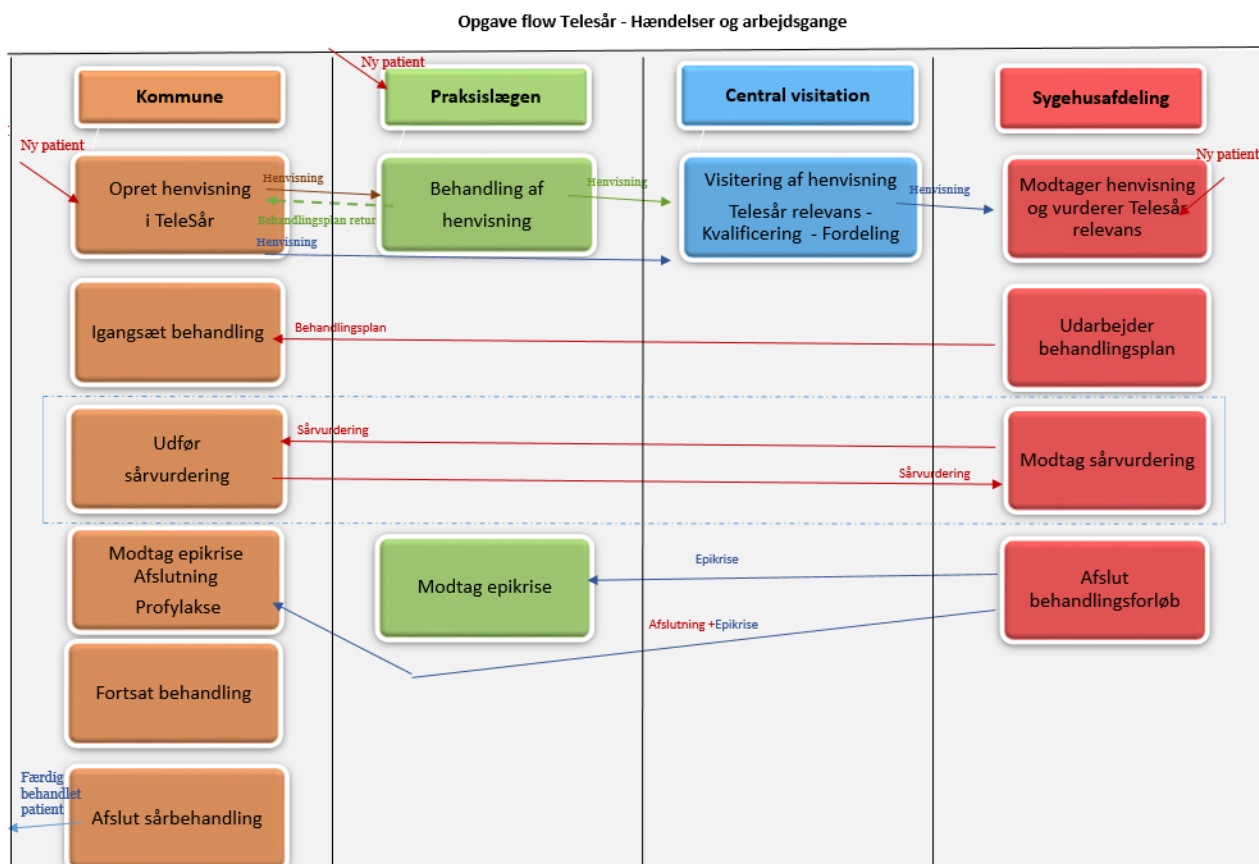 Opgave flow Telesår - Hændelser og arbejdsgange
Ny patient
Kommune
Praksislægen
Central visitation
Sygehusafdeling
Ny patient
Ny patient
Opret henvisning
i TeleSår
Henvisning
Behandlingsplan retur
Henvisning
Behandling af
henvisning
Henvisning
Visitering af henvisning
Telesår relevans -
Kvalificering - Fordeling
Henvisning
Modtager henvisning
og vurderer Telesår
relevans
Igangsæt behandling
Behandlingsplan
Udarbejder
behandlingsplan
Udfør
sårvurdering
Sårvurdering
Sårvurdering
Modtag sårvurdering
Modtag epikrise
Afslutning
Profylakse
Modtag epikrise
Epikrise
Afslutning +Epikrise
Afslut
behandlingsforløb
Fortsat behandling
Færdig
behandlet
patient
Afslut sårbehandling